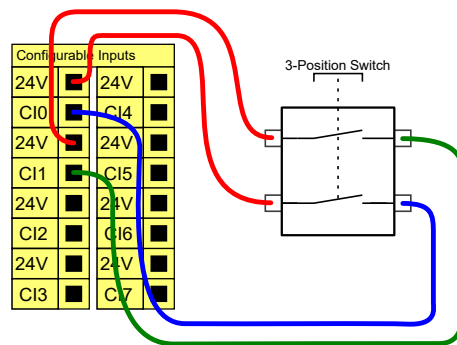 Configurable Inputs
24V 24V
CI0 CI4
24V 24V
CI1 CI5
24V 24V
CI2 CI6
24V 24V
CI3 CI7
3-Position Switch